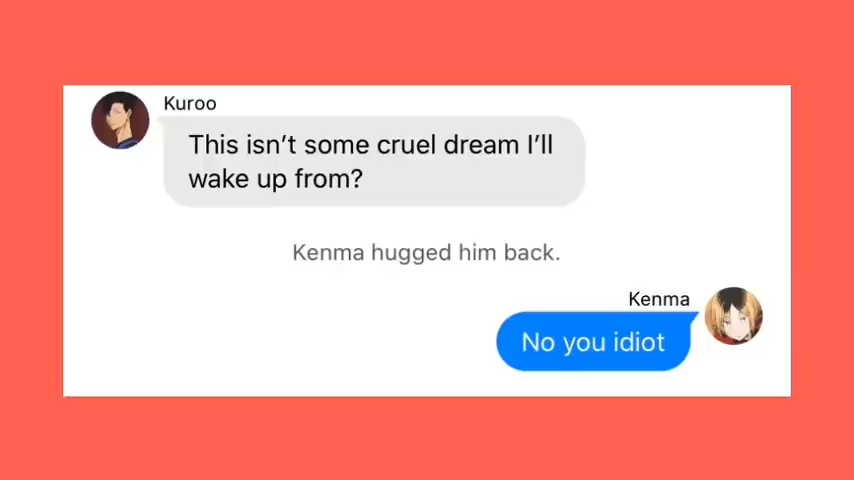 Kuroo
This isn’t some cruel dream I’ll
wake up from?
Kenma hugged him back.
Kenma
No you idiot